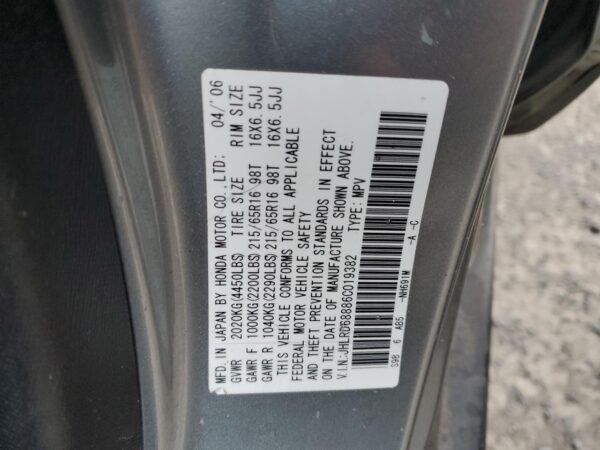 MFD. IN JAPAN BY HONDA MOTOR CO.,LTD: 04/'06
GVWR 2020KG(4450LBS) TIRE SIZE RIM SIZE
GAWR F 1000KG(2200LBS) 215/65R16 98T 16X6.5JJ
GAWR R 1040KG(2290LBS) 215/65R16 98T 16X6.5JJ
THIS VEHICLE CONFORMS TO ALL APPLICABLE
FEDERAL MOTOR VEHICLE SAFETY
AND THEFT PREVENTION STANDARDS IN EFFECT
ON THE DATE OF MANUFACTURE SHOWN ABOVE.
V.I.N:JHLRD68886C019382 TYPE: MPV
S9B 6 AB5 -NH691M -A -C